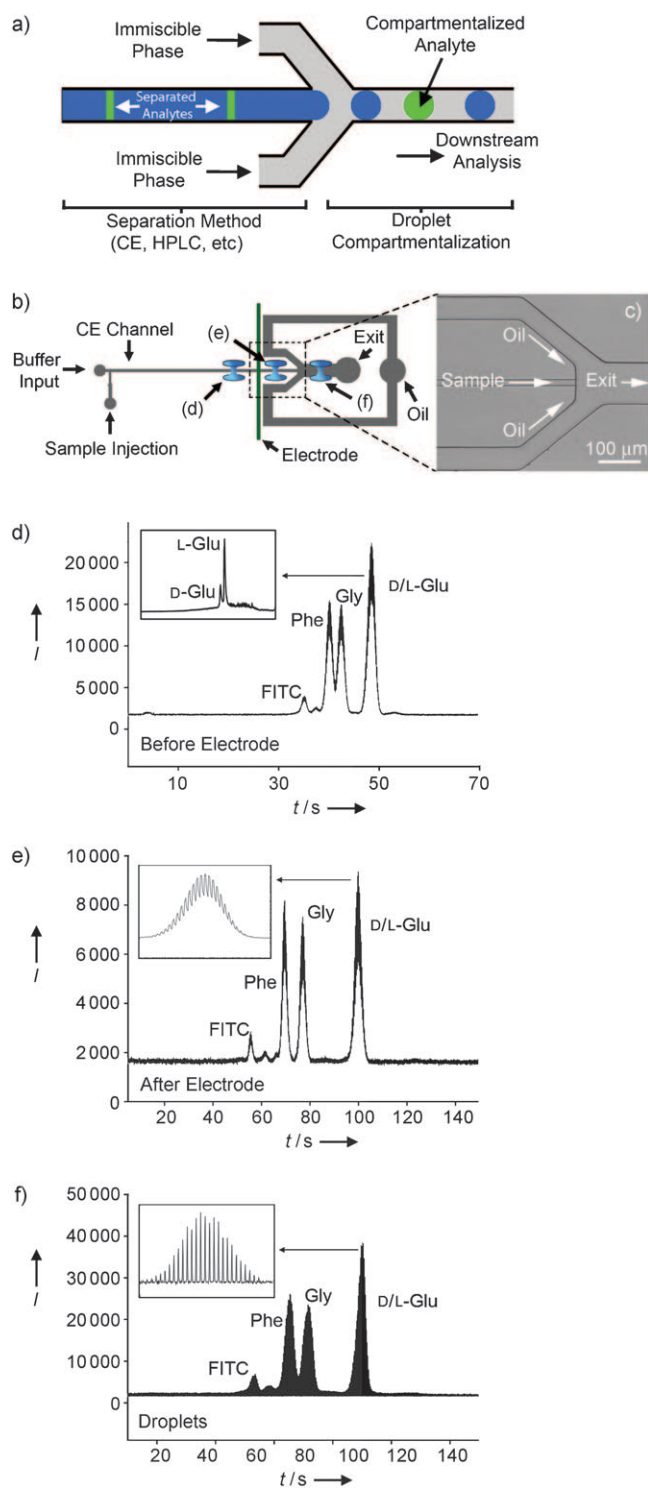 a)
Immiscible
Phase
Compartmentalized
Analyte
Separated
Analytes
Immiscible
Phase
Downstream
Analysis
Separation Method
(CE, HPLC, etc)
Droplet
Compartmentalization
b)
CE Channel
(e)
Exit
c)
Oil
Buffer
Input
Sample
Exit
(d)
(f)
Oil
Oil
Sample Injection
Electrode
100 µm
d)
20 000
15 000
10 000
5 000
0
I
L-Glu
D-Glu
D/L-Glu
Phe
Gly
FITC
Before Electrode
10
30
50
70
t / s
e)
10 000
8 000
6 000
4 000
2 000
0
I
Gly
D/L-Glu
Phe
FITC
After Electrode
20
40
60
80
100
120
140
t / s
f)
50 000
40 000
30 000
20 000
10 000
0
I
Gly
D/L-Glu
Phe
FITC
Droplets
20
40
60
80
100
120
140
t / s